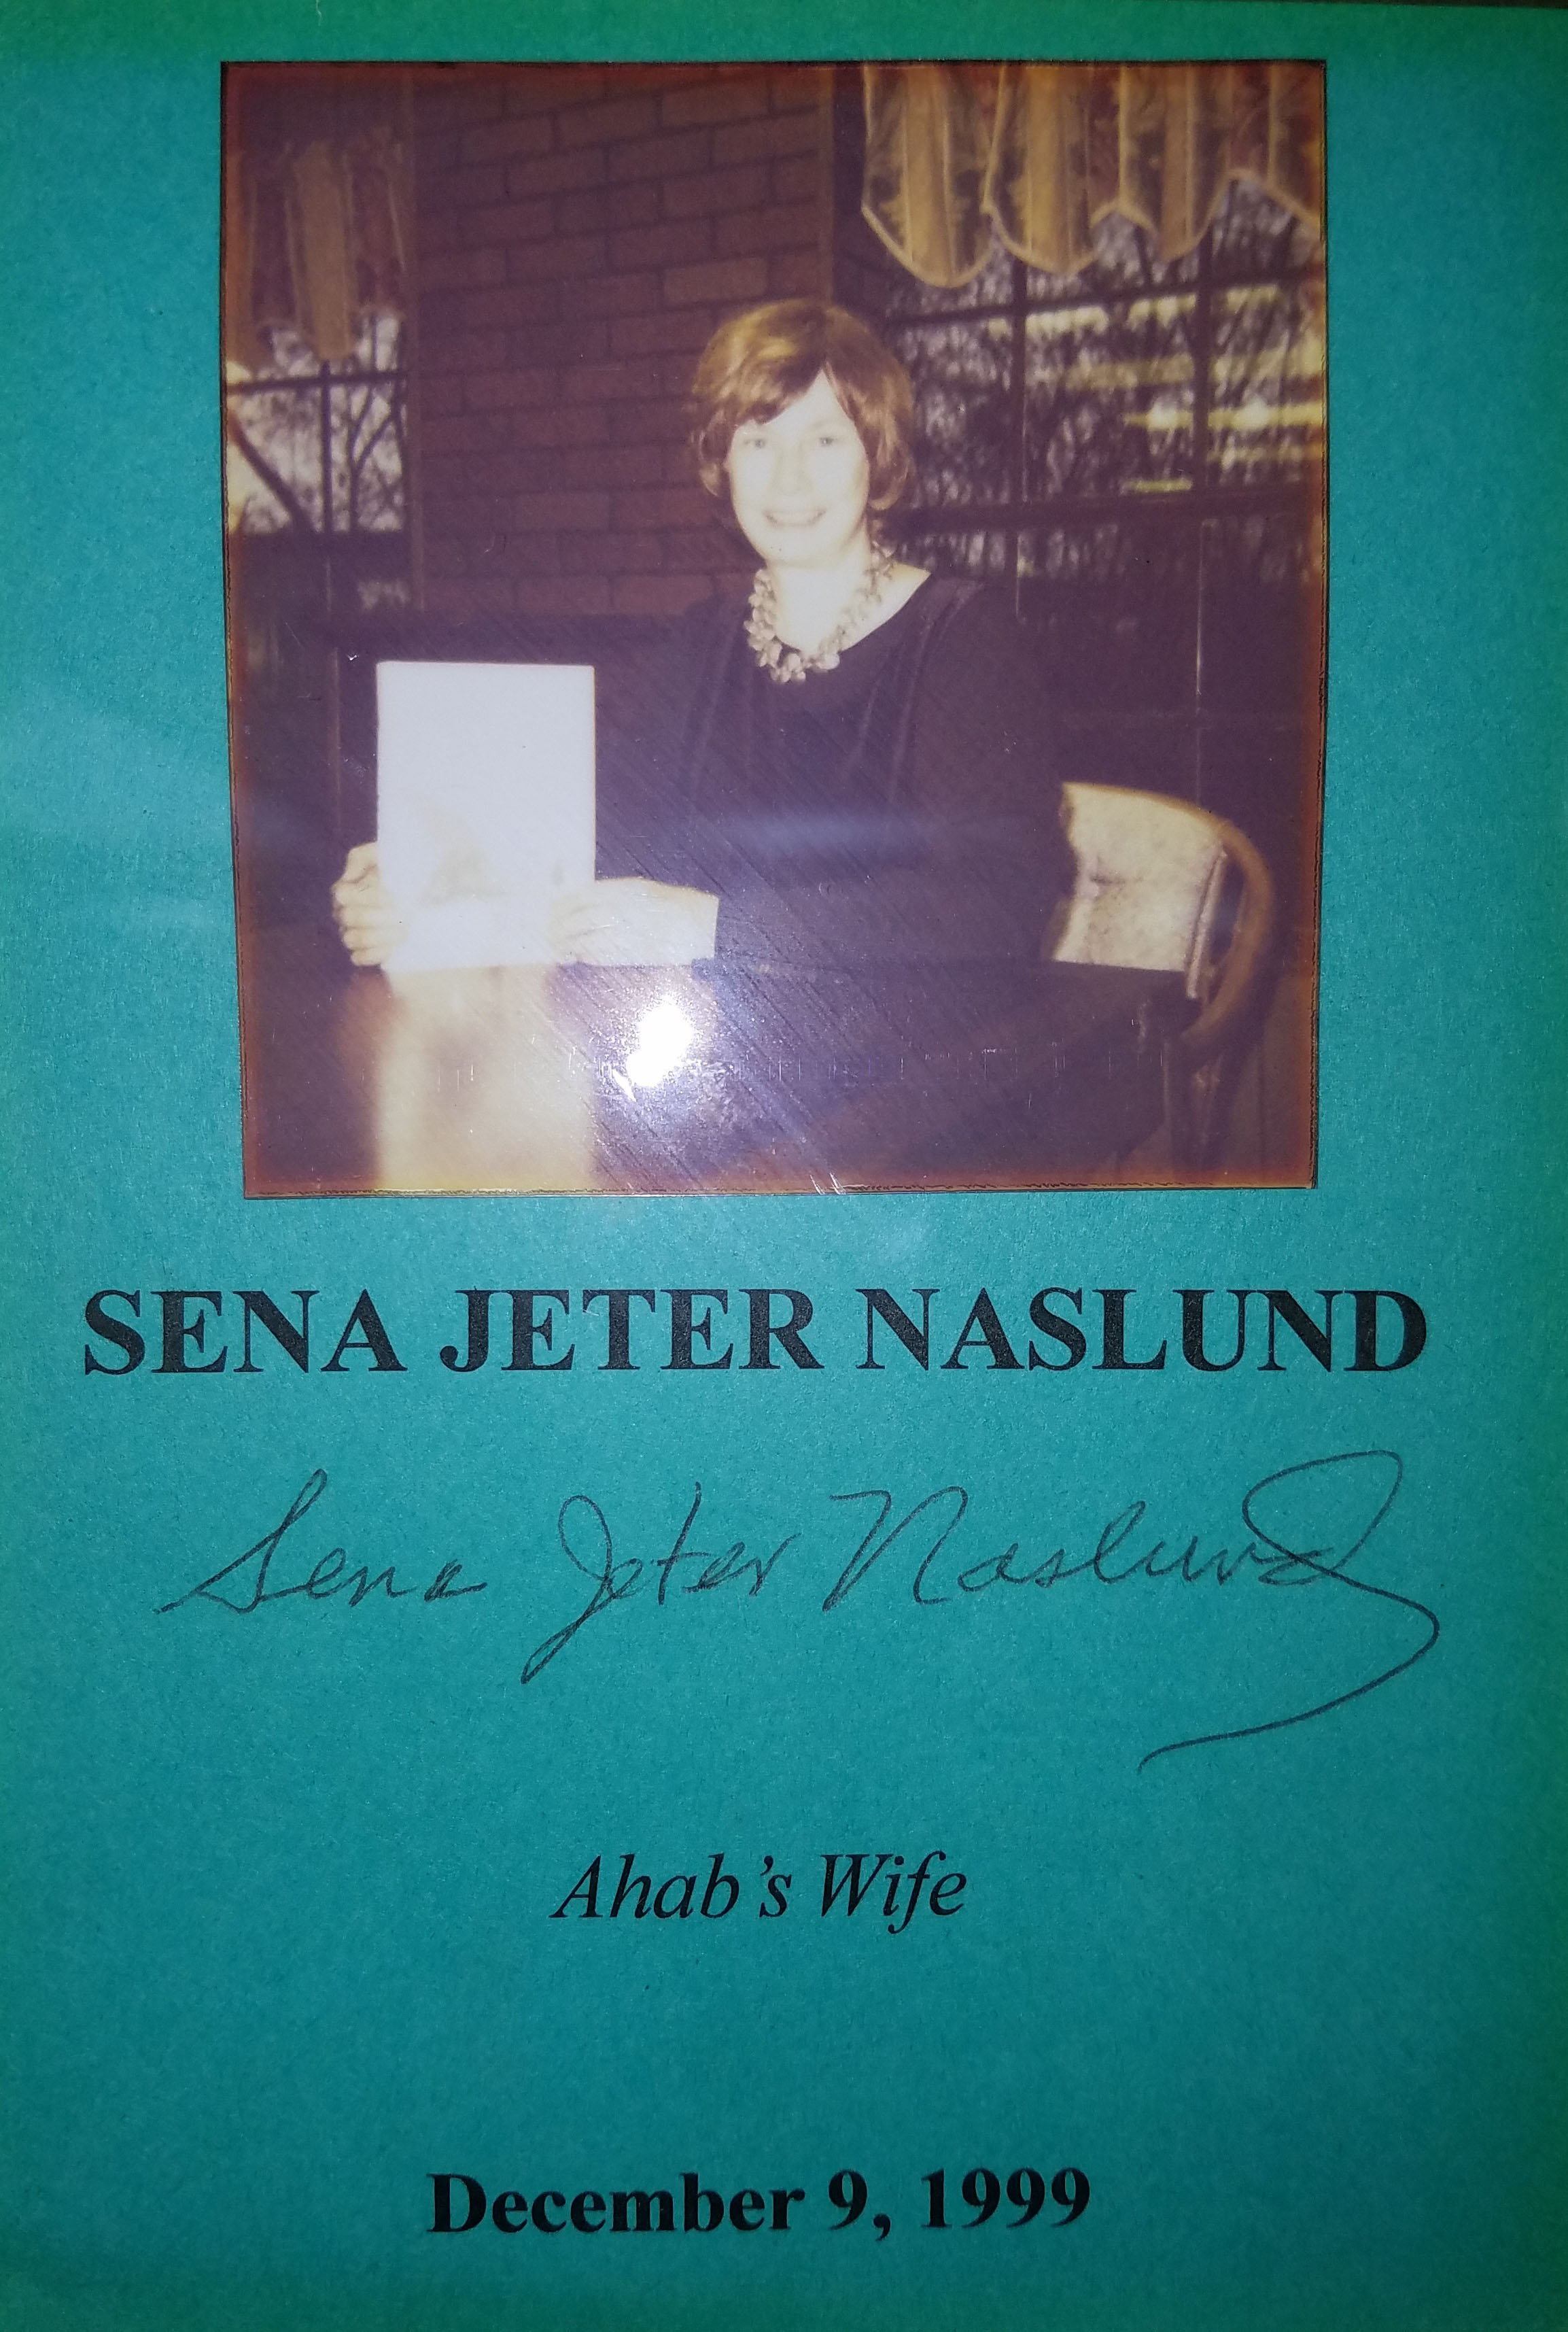 SENA JETER NASLUND
Sena Jeter Naslund
Ahab's Wife
December 9, 1999